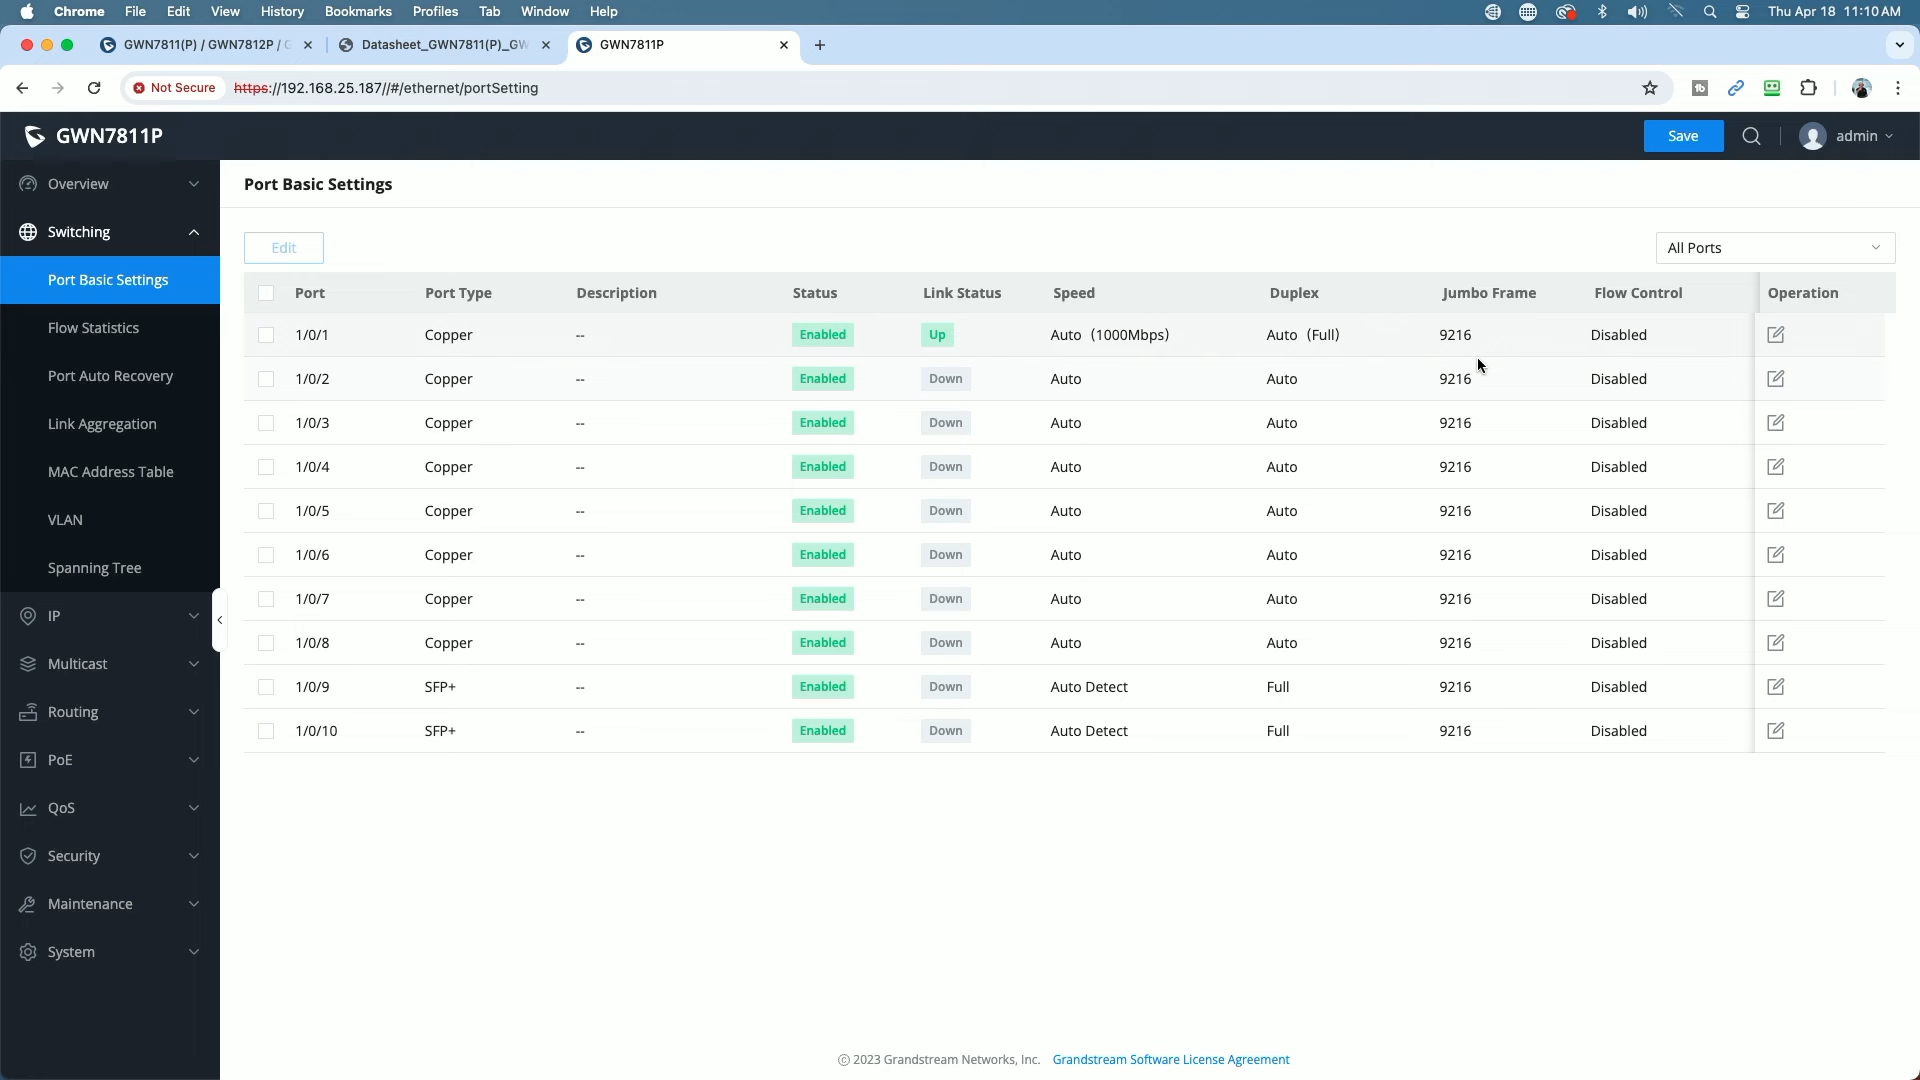 Chrome File Edit View History Bookmarks Profiles Tab Window Help Thu Apr 18 11:10 AM
GWN7811(P) / GWN7812P / Datasheet_GWN7811(P)_GW GWN7811P
Not Secure https://192.168.25.187//#/ethernet/portSetting
GWN7811P Save admin
Overview
Switching
Port Basic Settings
Flow Statistics
Port Auto Recovery
Link Aggregation
MAC Address Table
VLAN
Spanning Tree
IP
Multicast
Routing
PoE
QoS
Security
Maintenance
System
Port Basic Settings
Edit All Ports
Port Port Type Description Status Link Status Speed Duplex Jumbo Frame Flow Control Operation
1/0/1 Copper -- Enabled Up Auto (1000Mbps) Auto (Full) 9216 Disabled
1/0/2 Copper -- Enabled Down Auto Auto 9216 Disabled
1/0/3 Copper -- Enabled Down Auto Auto 9216 Disabled
1/0/4 Copper -- Enabled Down Auto Auto 9216 Disabled
1/0/5 Copper -- Enabled Down Auto Auto 9216 Disabled
1/0/6 Copper -- Enabled Down Auto Auto 9216 Disabled
1/0/7 Copper -- Enabled Down Auto Auto 9216 Disabled
1/0/8 Copper -- Enabled Down Auto Auto 9216 Disabled
1/0/9 SFP+ -- Enabled Down Auto Detect Full 9216 Disabled
1/0/10 SFP+ -- Enabled Down Auto Detect Full 9216 Disabled
© 2023 Grandstream Networks, Inc. Grandstream Software License Agreement